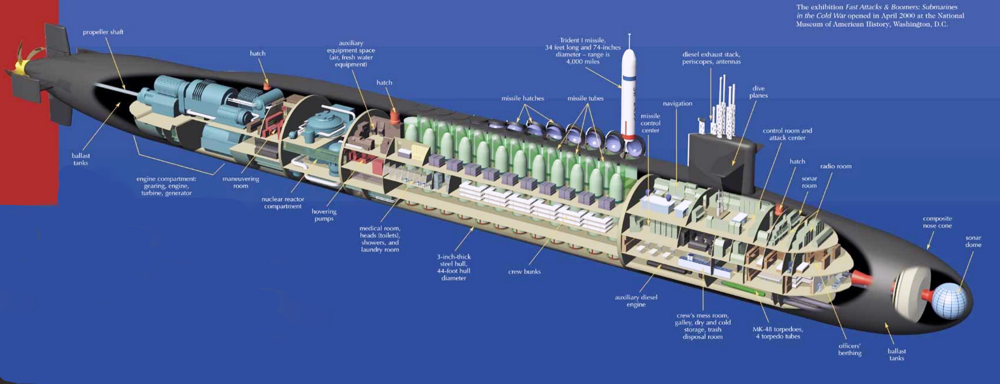 The exhibition Fast Attacks & Boomers: Submarines
in the Cold War opened in April 2000 at the National
Museum of American History, Washington, D.C.
propeller shaft
hatch
auxiliary
equipment space
(air, fresh water
equipment)
hatch
Trident I missile,
34 feet long and 74-inches
diameter – range is
4,000 miles
missile hatches
missile tubes
diesel exhaust stack,
periscopes, antennas
dive
planes
navigation
missile
control
center
control room and
attack center
hatch
radio room
sonar
room
composite
nose cone
sonar
dome
ballast
tanks
engine compartment:
gearing, engine,
turbine, generator
maneuvering
room
nuclear reactor
compartment
hovering
pumps
medical room,
heads (toilets),
showers, and
laundry room
3-inch-thick
steel hull,
44-foot hull
diameter
crew bunks
auxiliary diesel
engine
crew's mess room,
galley, dry and cold
storage, trash
disposal room
MK-48 torpedoes,
4 torpedo tubes
officers'
berthing
ballast
tanks